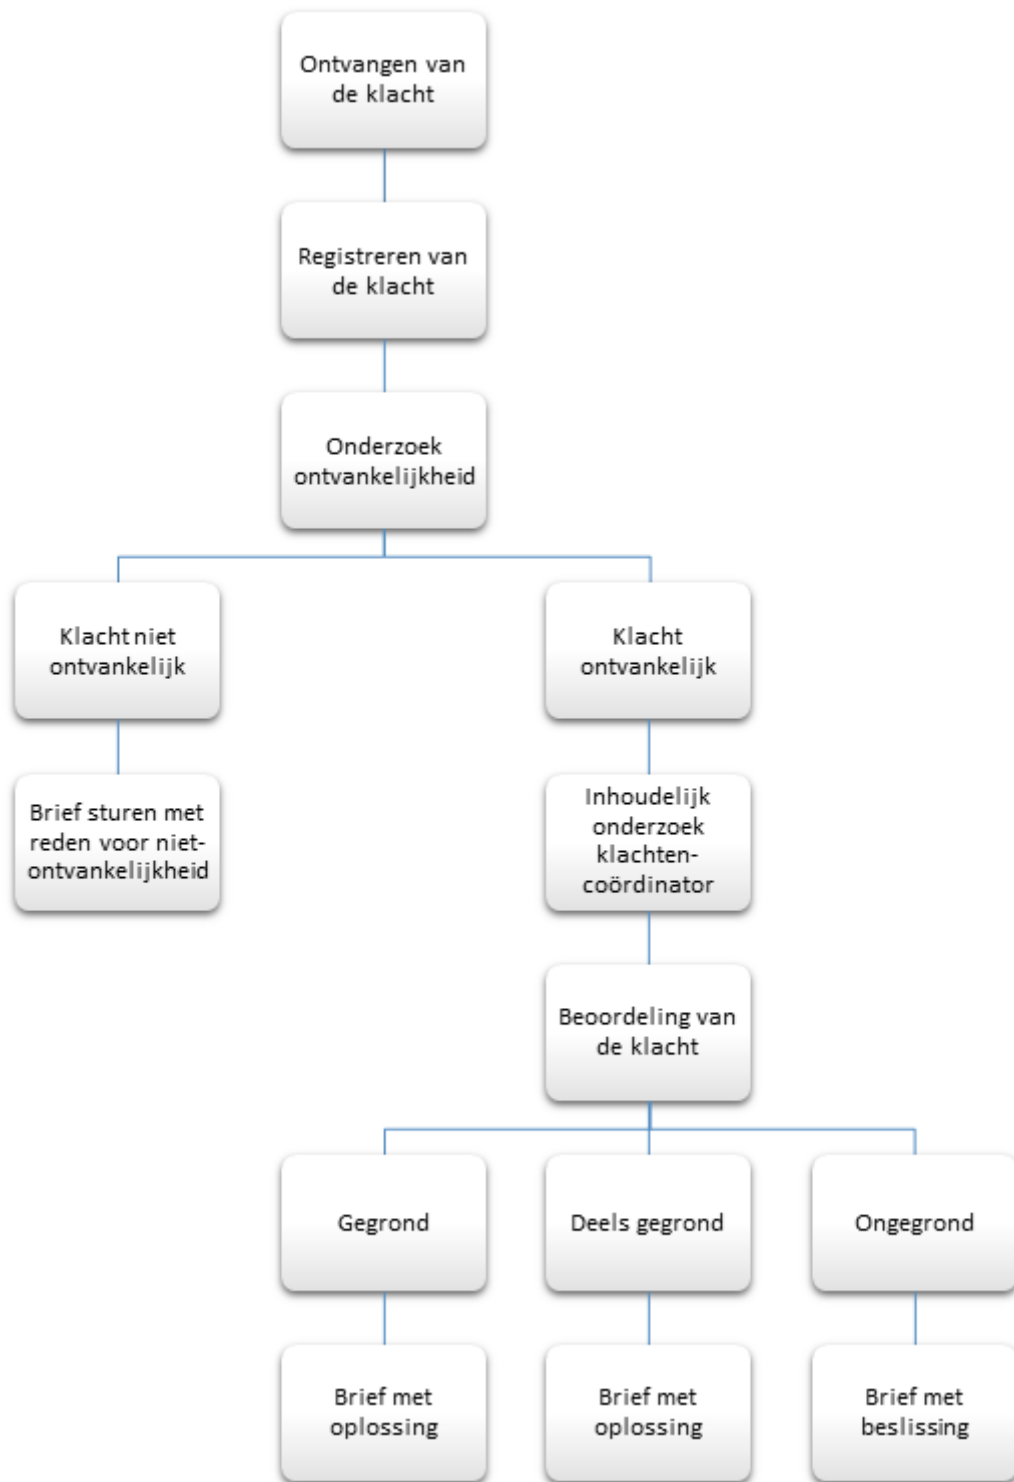 Ontvangen van
de klacht
Registreren van
de klacht
Onderzoek
ontvankelijkheid
Klacht niet
ontvankelijk
Klacht
ontvankelijk
Brief sturen met
reden voor niet-
ontvankelijkheid
Inhoudelijk
onderzoek
klachten-
coördinator
Beoordeling van
de klacht
Gegrond
Deels gegrond
Ongegrond
Brief met
oplossing
Brief met
oplossing
Brief met
beslissing